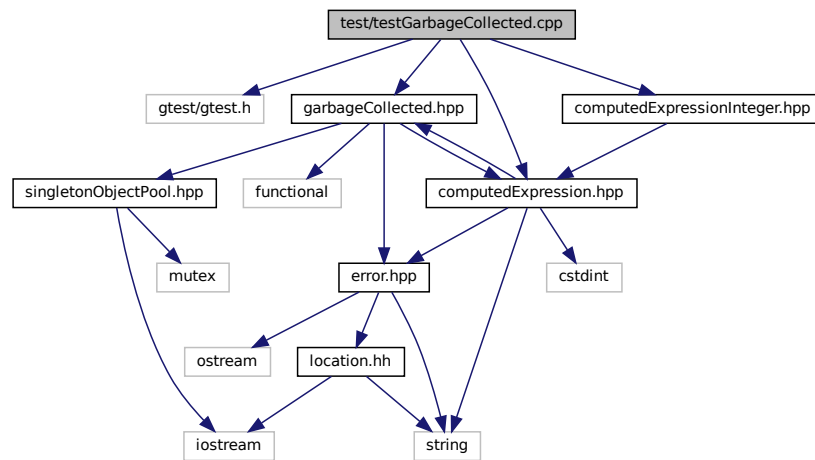 test/testGarbageCollected.cpp
gtest/gtest.h
garbageCollected.hpp
computedExpressionInteger.hpp
singletonObjectPool.hpp
functional
computedExpression.hpp
mutex
error.hpp
cstdint
ostream
location.hh
iostream
string